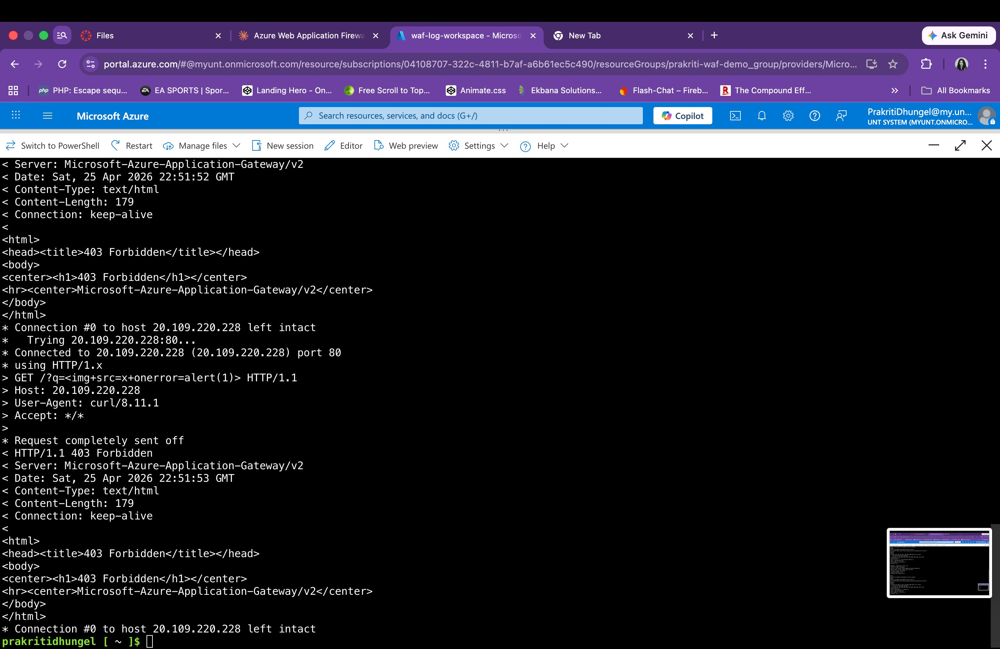 Files
Azure Web Application Firewa
waf-log-workspace - Microso
New Tab
Ask Gemini
portal.azure.com/#@myunt.onmicrosoft.com/resource/subscriptions/04108707-322c-4811-b7af-a6b61ec5c490/resourceGroups/prakriti-waf-demo_group/providers/Micro...
php PHP: Escape sequ...
EA SPORTS | Spor...
Landing Hero - On...
Free Scroll to Top...
Animate.css
Ekbana Solutions...
Flash-Chat – Fireb...
R The Compound Eff...
All Bookmarks
Microsoft Azure
Search resources, services, and docs (G+/)
Copilot
PrakritiDhungel@my.un...
UNT SYSTEM (MYUNT.ONMICRO...
Switch to PowerShell
Restart
Manage files
New session
Editor
Web preview
Settings
Help
< Server: Microsoft-Azure-Application-Gateway/v2
< Date: Sat, 25 Apr 2026 22:51:52 GMT
< Content-Type: text/html
< Content-Length: 179
< Connection: keep-alive
<
<html>
<head><title>403 Forbidden</title></head>
<body>
<center><h1>403 Forbidden</h1></center>
<hr><center>Microsoft-Azure-Application-Gateway/v2</center>
</body>
</html>
* Connection #0 to host 20.109.220.228 left intact
*   Trying 20.109.220.228:80...
* Connected to 20.109.220.228 (20.109.220.228) port 80
* using HTTP/1.x
> GET /?q=<img+src=x+onerror=alert(1)> HTTP/1.1
> Host: 20.109.220.228
> User-Agent: curl/8.11.1
> Accept: */*
>
* Request completely sent off
< HTTP/1.1 403 Forbidden
< Server: Microsoft-Azure-Application-Gateway/v2
< Date: Sat, 25 Apr 2026 22:51:53 GMT
< Content-Type: text/html
< Content-Length: 179
< Connection: keep-alive
<
<html>
<head><title>403 Forbidden</title></head>
<body>
<center><h1>403 Forbidden</h1></center>
<hr><center>Microsoft-Azure-Application-Gateway/v2</center>
</body>
</html>
* Connection #0 to host 20.109.220.228 left intact
prakritidhungel [ ~ ]$